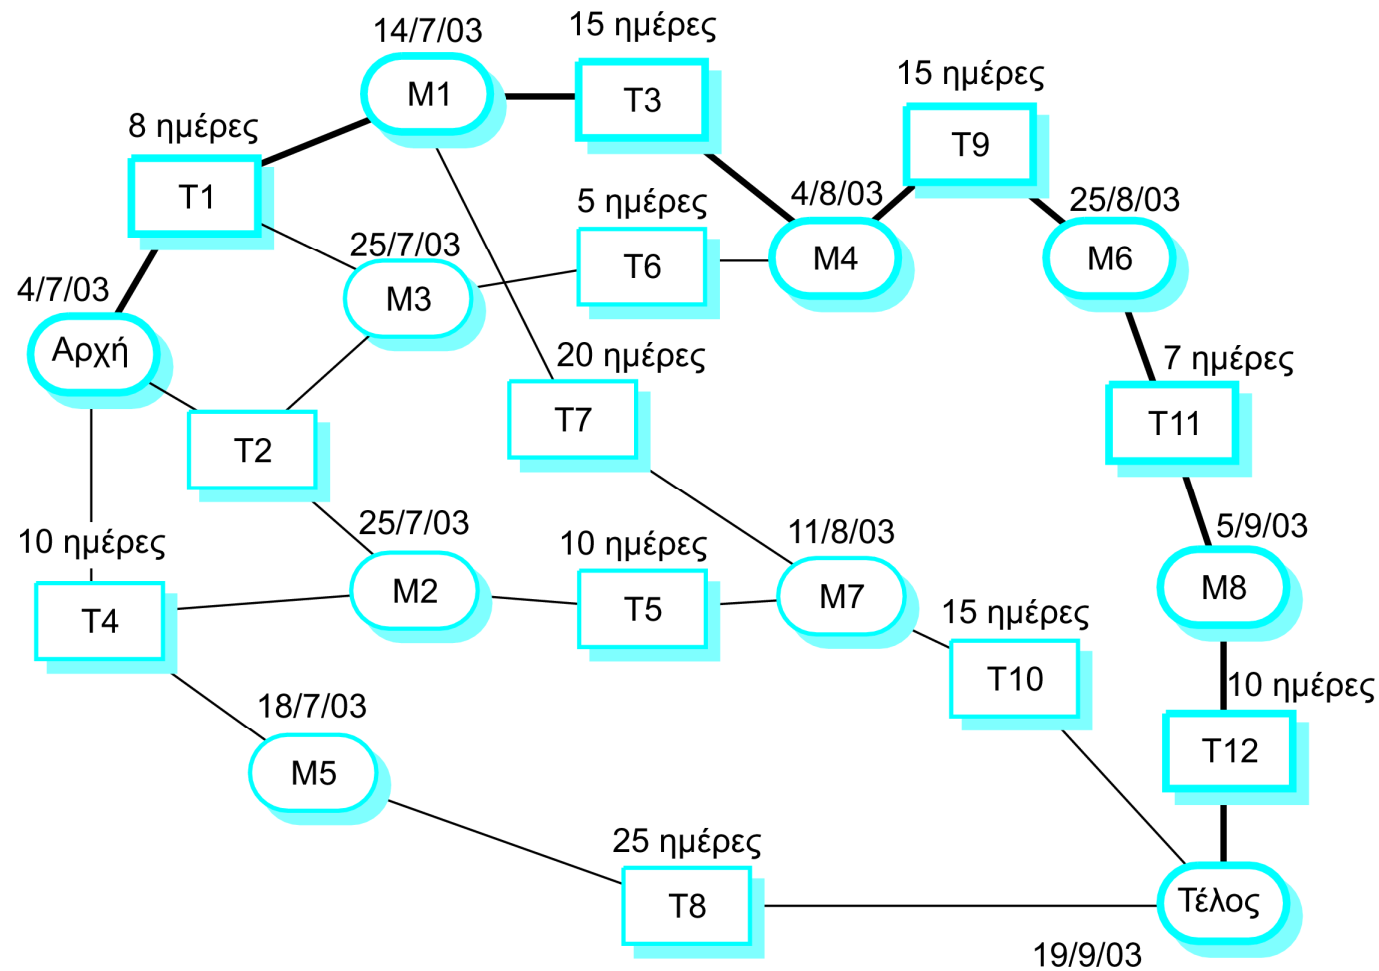 14/7/03
15 ημέρες
M1
T3
15 ημέρες
T9
8 ημέρες
T1
5 ημέρες
4/8/03
25/8/03
25/7/03
M3
T6
M4
M6
4/7/03
Αρχή
20 ημέρες
7 ημέρες
T2
T7
T11
25/7/03
10 ημέρες
11/8/03
5/9/03
10 ημέρες
T4
M2
T5
M7
M8
15 ημέρες
T10
10 ημέρες
18/7/03
M5
T12
25 ημέρες
T8
Τέλος
19/9/03